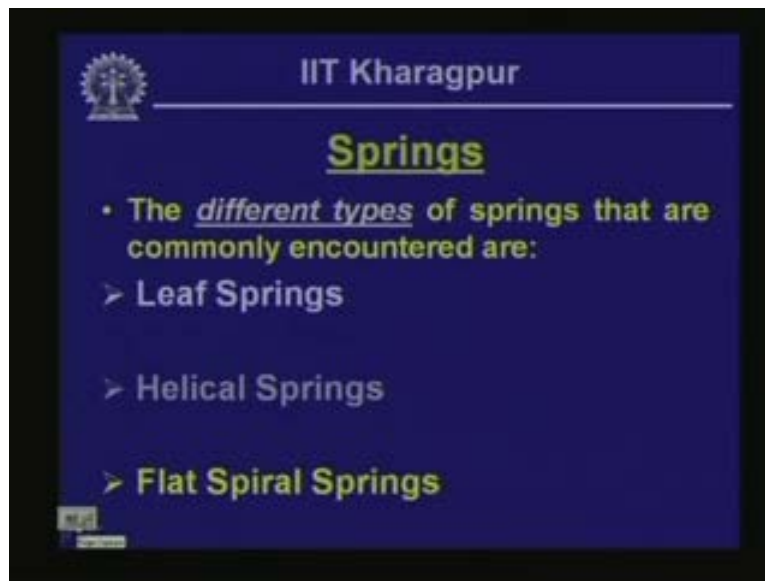 IIT Kharagpur
Springs
• The different types of springs that are
commonly encountered are:
➢ Leaf Springs
➢ Helical Springs
➢ Flat Spiral Springs